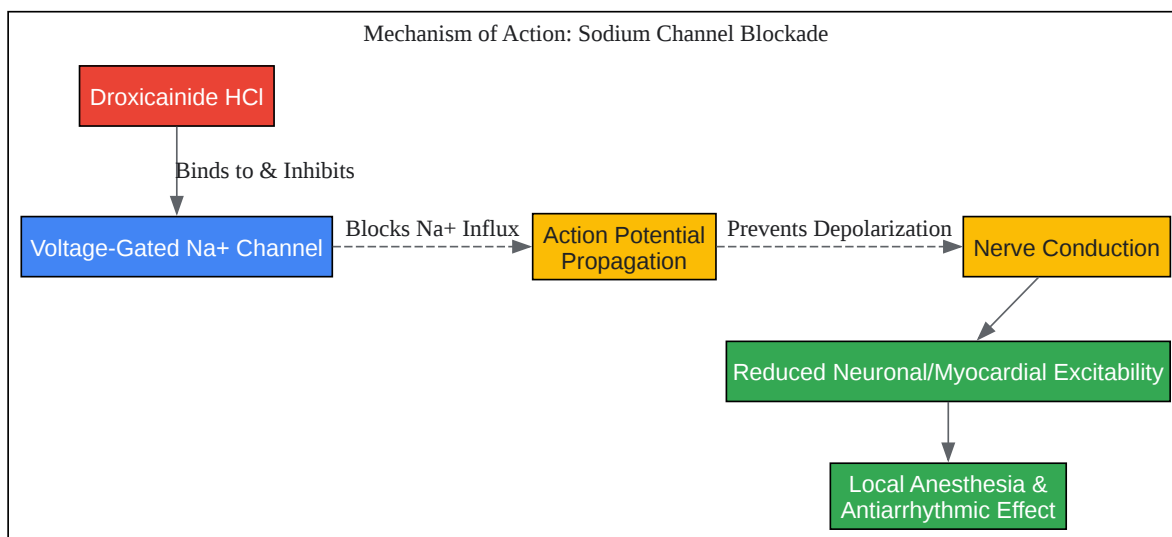 Mechanism of Action: Sodium Channel Blockade
Droxicainide HCl
Binds to & Inhibits
Voltage-Gated Na+ Channel
Blocks Na+ Influx
Action Potential
Propagation
Prevents Depolarization
Nerve Conduction
Reduced Neuronal/Myocardial Excitability
Local Anesthesia &
Antiarrhythmic Effect